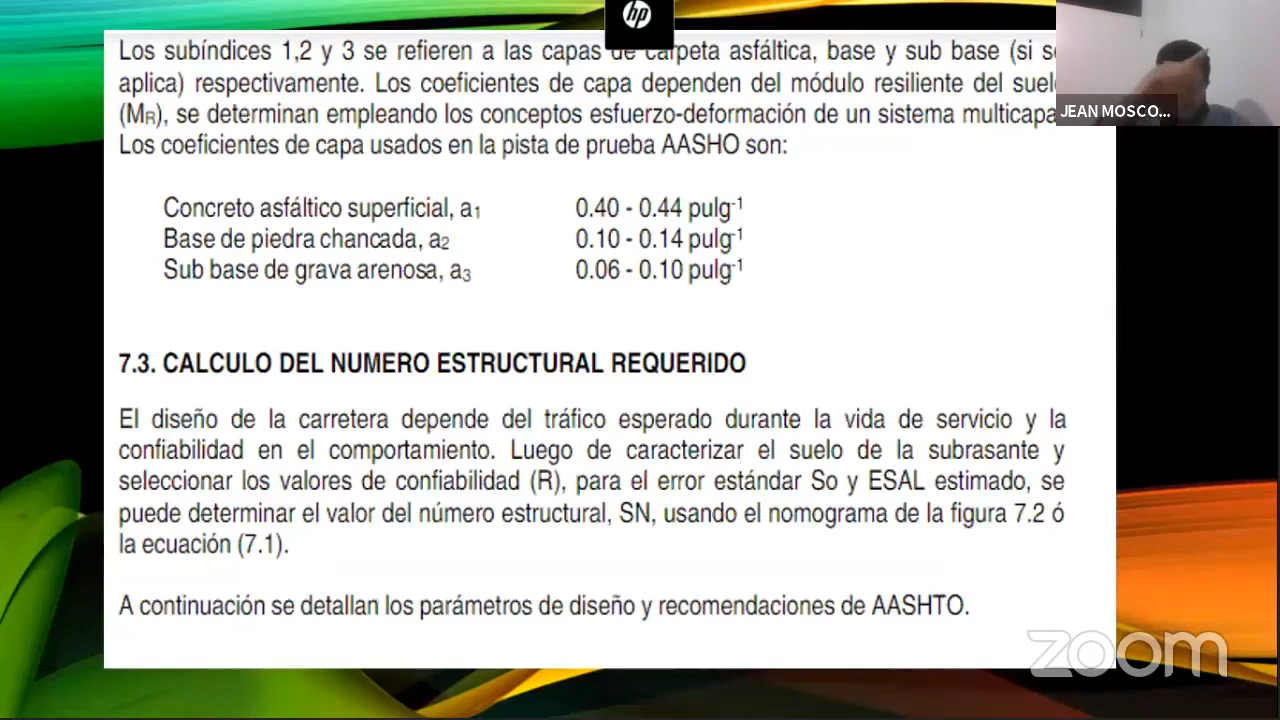 hp
Los subíndices 1,2 y 3 se refieren a las capas de carpeta asfáltica, base y sub base (si
aplica) respectivamente. Los coeficientes de capa dependen del módulo resiliente del
(MR), se determinan empleando los conceptos esfuerzo-deformación de un sistema multicapa
JEAN MOSCO...
Los coeficientes de capa usados en la pista de prueba AASHO son:
Concreto asfáltico superficial, a1 0.40 - 0.44 pulg-1
Base de piedra chancada, a2 0.10 - 0.14 pulg-1
Sub base de grava arenosa, a3 0.06 - 0.10 pulg-1
7.3. CALCULO DEL NUMERO ESTRUCTURAL REQUERIDO
El diseño de la carretera depende del tráfico esperado durante la vida de servicio y la
confiabilidad en el comportamiento. Luego de caracterizar el suelo de la subrasante y
seleccionar los valores de confiabilidad (R), para el error estándar So y ESAL estimado, se
puede determinar el valor del número estructural, SN, usando el nomograma de la figura 7.2 ó
la ecuación (7.1).
A continuación se detallan los parámetros de diseño y recomendaciones de AASHTO.
zoom